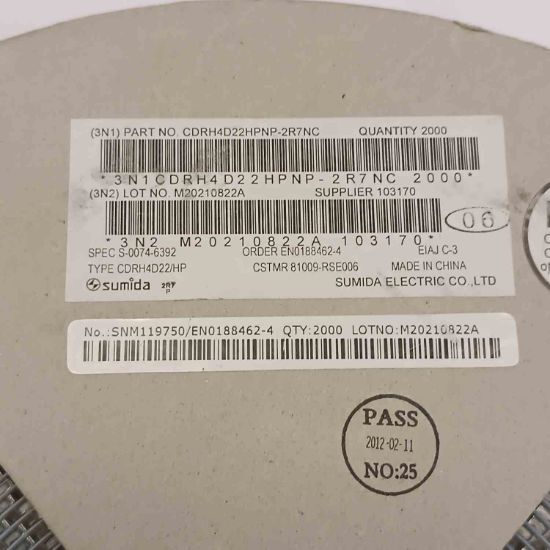 (3N1) PART NO. CDRH4D22HPNP-2R7NC QUANTITY 2000
*3N1CDRH4D22HPNP-2R7NC 2000*
(3N2) LOT NO. M20210822A SUPPLIER 103170
*3N2 M20210822A 103170*
06
SPEC S-0074-6392 ORDER EN0188462-4 EIAJ C-3
TYPE CDRH4D22/HP CSTMR 81009-RSE006 MADE IN CHINA
sumida 2R7 P SUMIDA ELECTRIC CO.,LTD
No.:SNM119750/EN0188462-4 QTY:2000 LOTNO:M20210822A
PASS
2012-02-11
NO:25